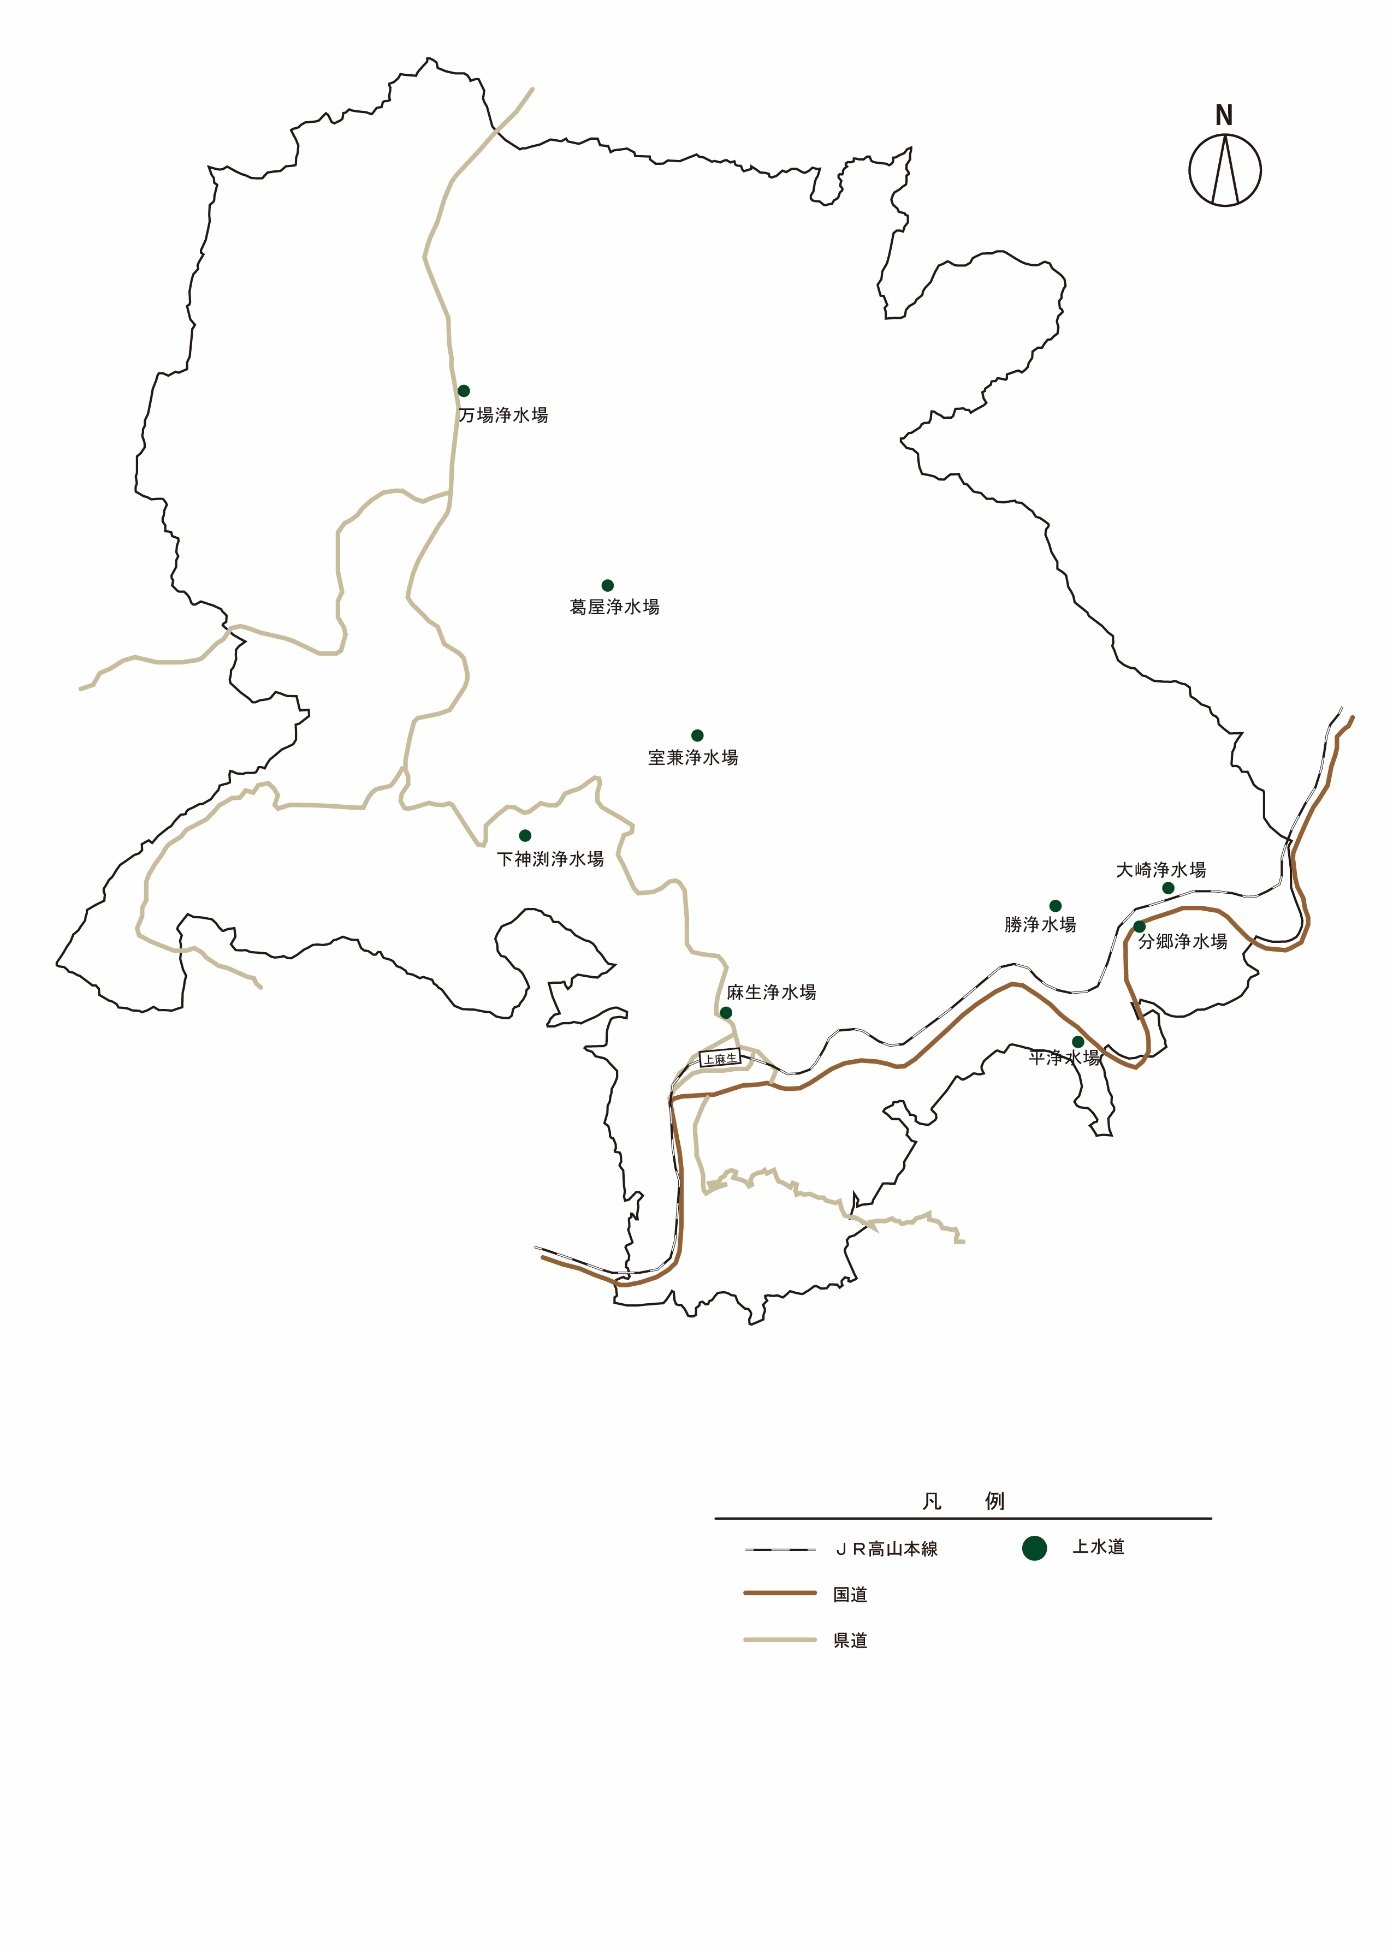 N
万場浄水場
葛屋浄水場
室兼浄水場
下神渕浄水場
大崎浄水場
勝浄水場
分郷浄水場
麻生浄水場
上麻生
平浄水場
凡 例
ＪＲ高山本線
上水道
国道
県道